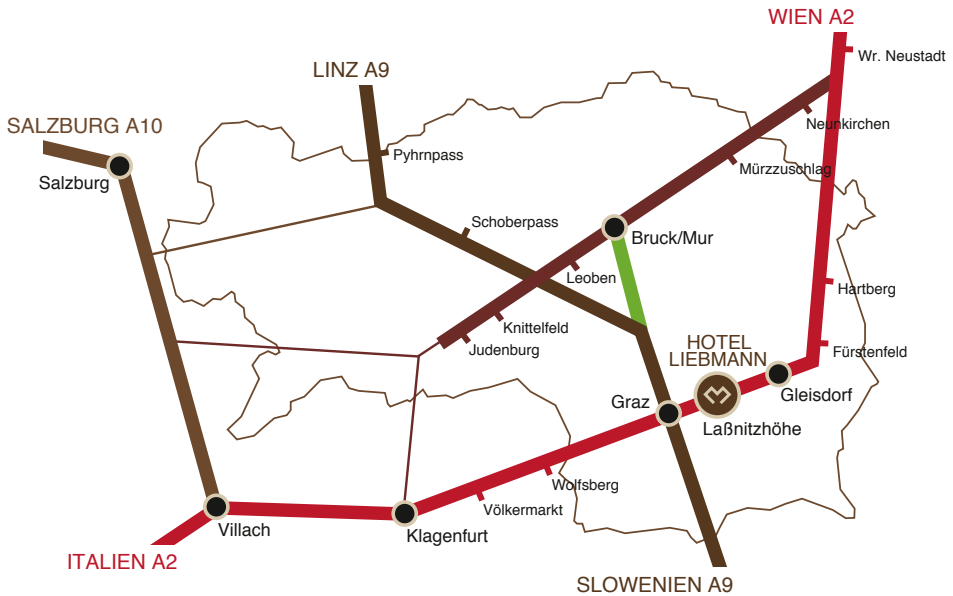 WIEN A2
Wr. Neustadt
LINZ A9
SALZBURG A10
Neunkirchen
Pyhrnpass
Mürzzuschlag
Salzburg
Schoberpass
Bruck/Mur
Leoben
Hartberg
Knittelfeld
Judenburg
HOTEL
LIEBMANN
Fürstenfeld
Gleisdorf
Graz
Laßnitzhöhe
Wolfsberg
Völkermarkt
Villach
Klagenfurt
ITALIEN A2
SLOWENIEN A9